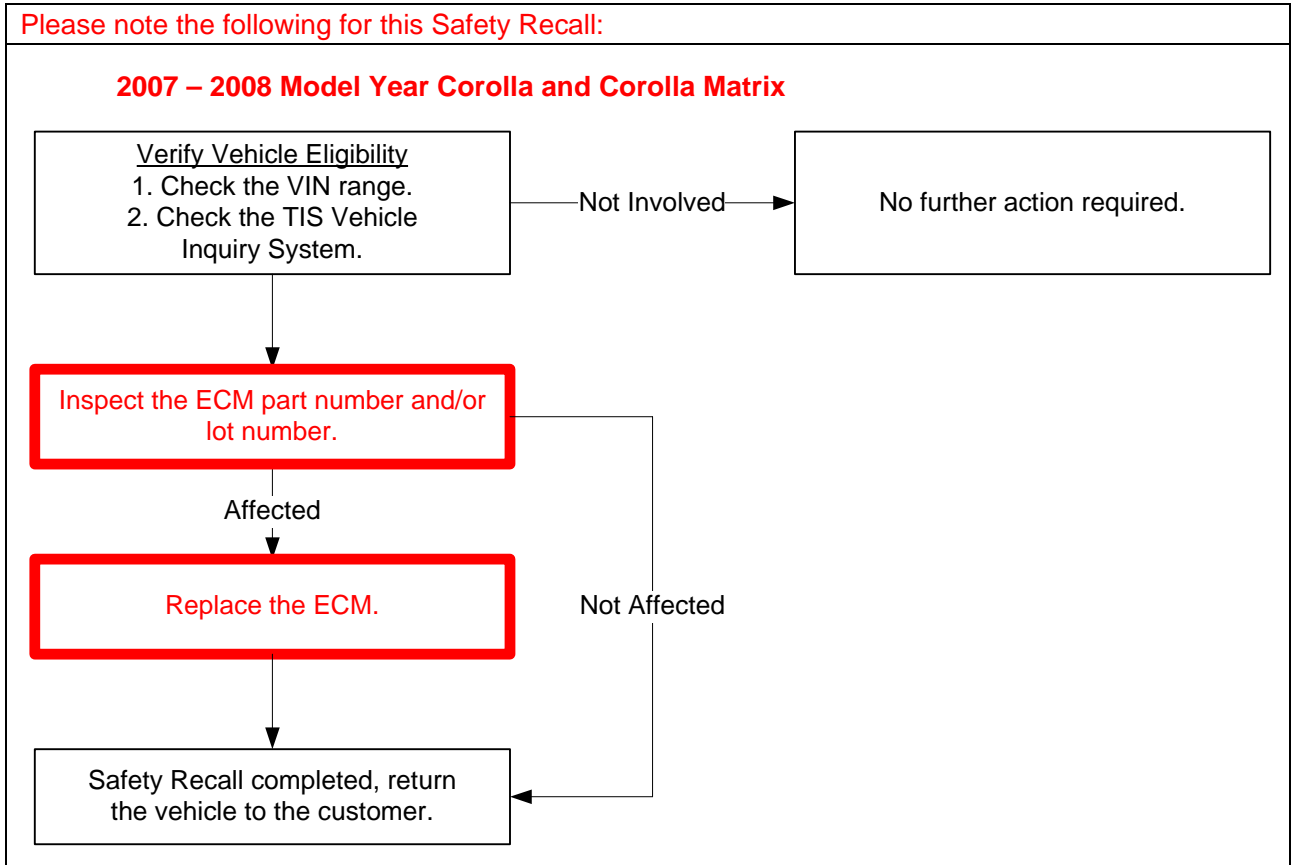 Please note the following for this Safety Recall:
2007 – 2008 Model Year Corolla and Corolla Matrix
Verify Vehicle Eligibility
1. Check the VIN range.
2. Check the TIS Vehicle
Inquiry System.
Not Involved
No further action required.
Inspect the ECM part number and/or
lot number.
Affected
Replace the ECM.
Not Affected
Safety Recall completed, return
the vehicle to the customer.